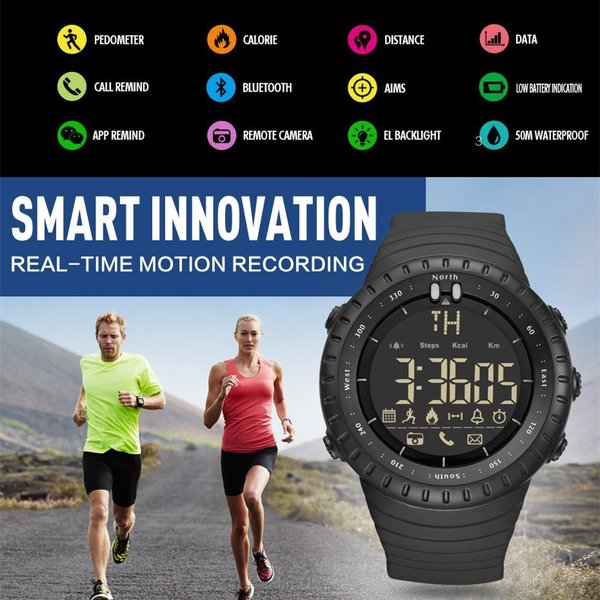 PEDOMETER
CALORIE
DISTANCE
DATA
CALL REMIND
BLUETOOTH
AIMS
LOW BATTERY INDICATION
APP REMIND
REMOTE CAMERA
EL BACKLIGHT
3
50M WATERPROOF
SMART INNOVATION
REAL-TIME MOTION RECORDING
North
330
30
300
60
West
East
240
120
210
150
South
TH
Steps Kcal Km
3:3605